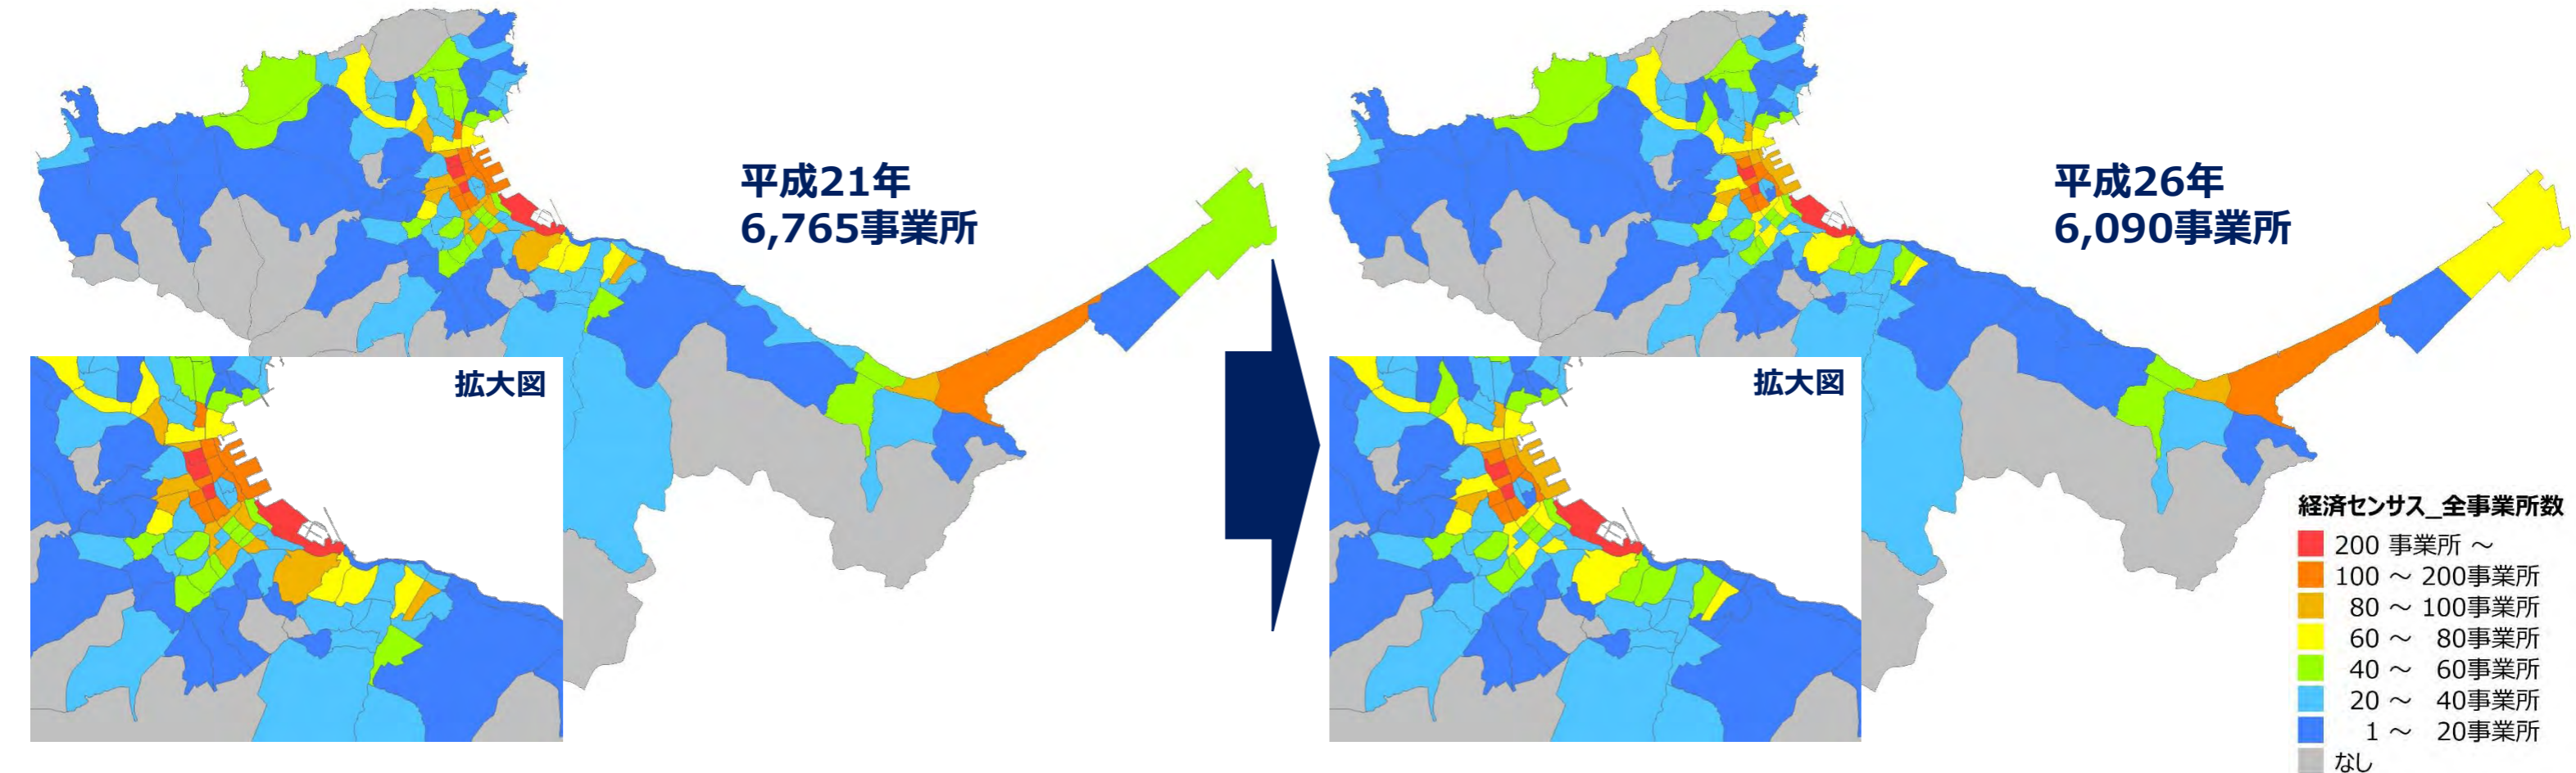 平成21年
6,765事業所
拡大図
平成26年
6,090事業所
拡大図
経済センサス_全事業所数
200 事業所 ～
100 ～ 200事業所
80 ～ 100事業所
60 ～ 80事業所
40 ～ 60事業所
20 ～ 40事業所
1 ～ 20事業所
なし